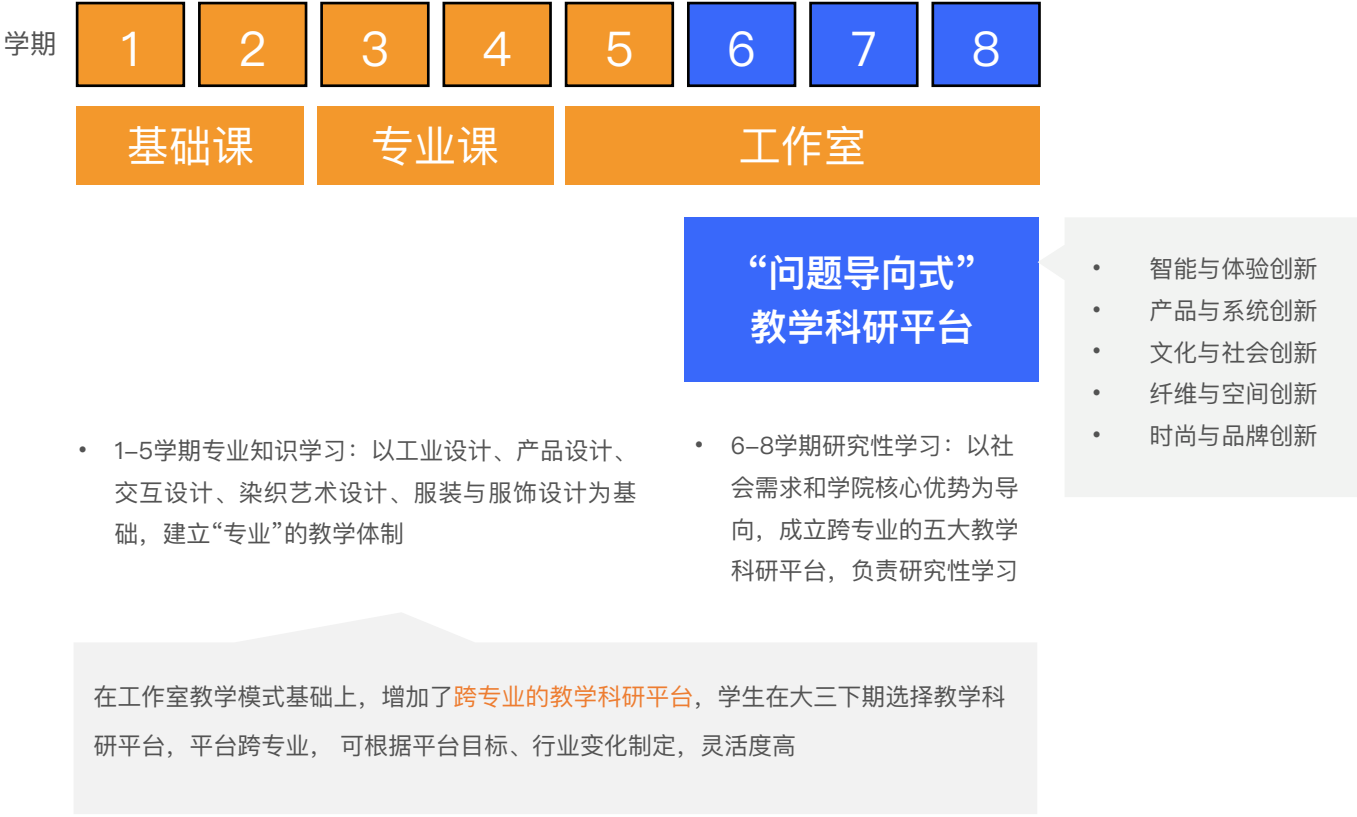 学期
1 2 3 4 5 6 7 8
基础课 专业课 工作室
“问题导向式”
教学科研平台
• 智能与体验创新
• 产品与系统创新
• 文化与社会创新
• 纤维与空间创新
• 时尚与品牌创新
• 1–5学期专业知识学习：以工业设计、产品设计、
交互设计、染织艺术设计、服装与服饰设计为基
础，建立“专业”的教学体制
• 6–8学期研究性学习：以社
会需求和学院核心优势为导
向，成立跨专业的五大教学
科研平台，负责研究性学习
在工作室教学模式基础上，增加了跨专业的教学科研平台，学生在大三下期选择教学科
研平台，平台跨专业， 可根据平台目标、行业变化制定，灵活度高